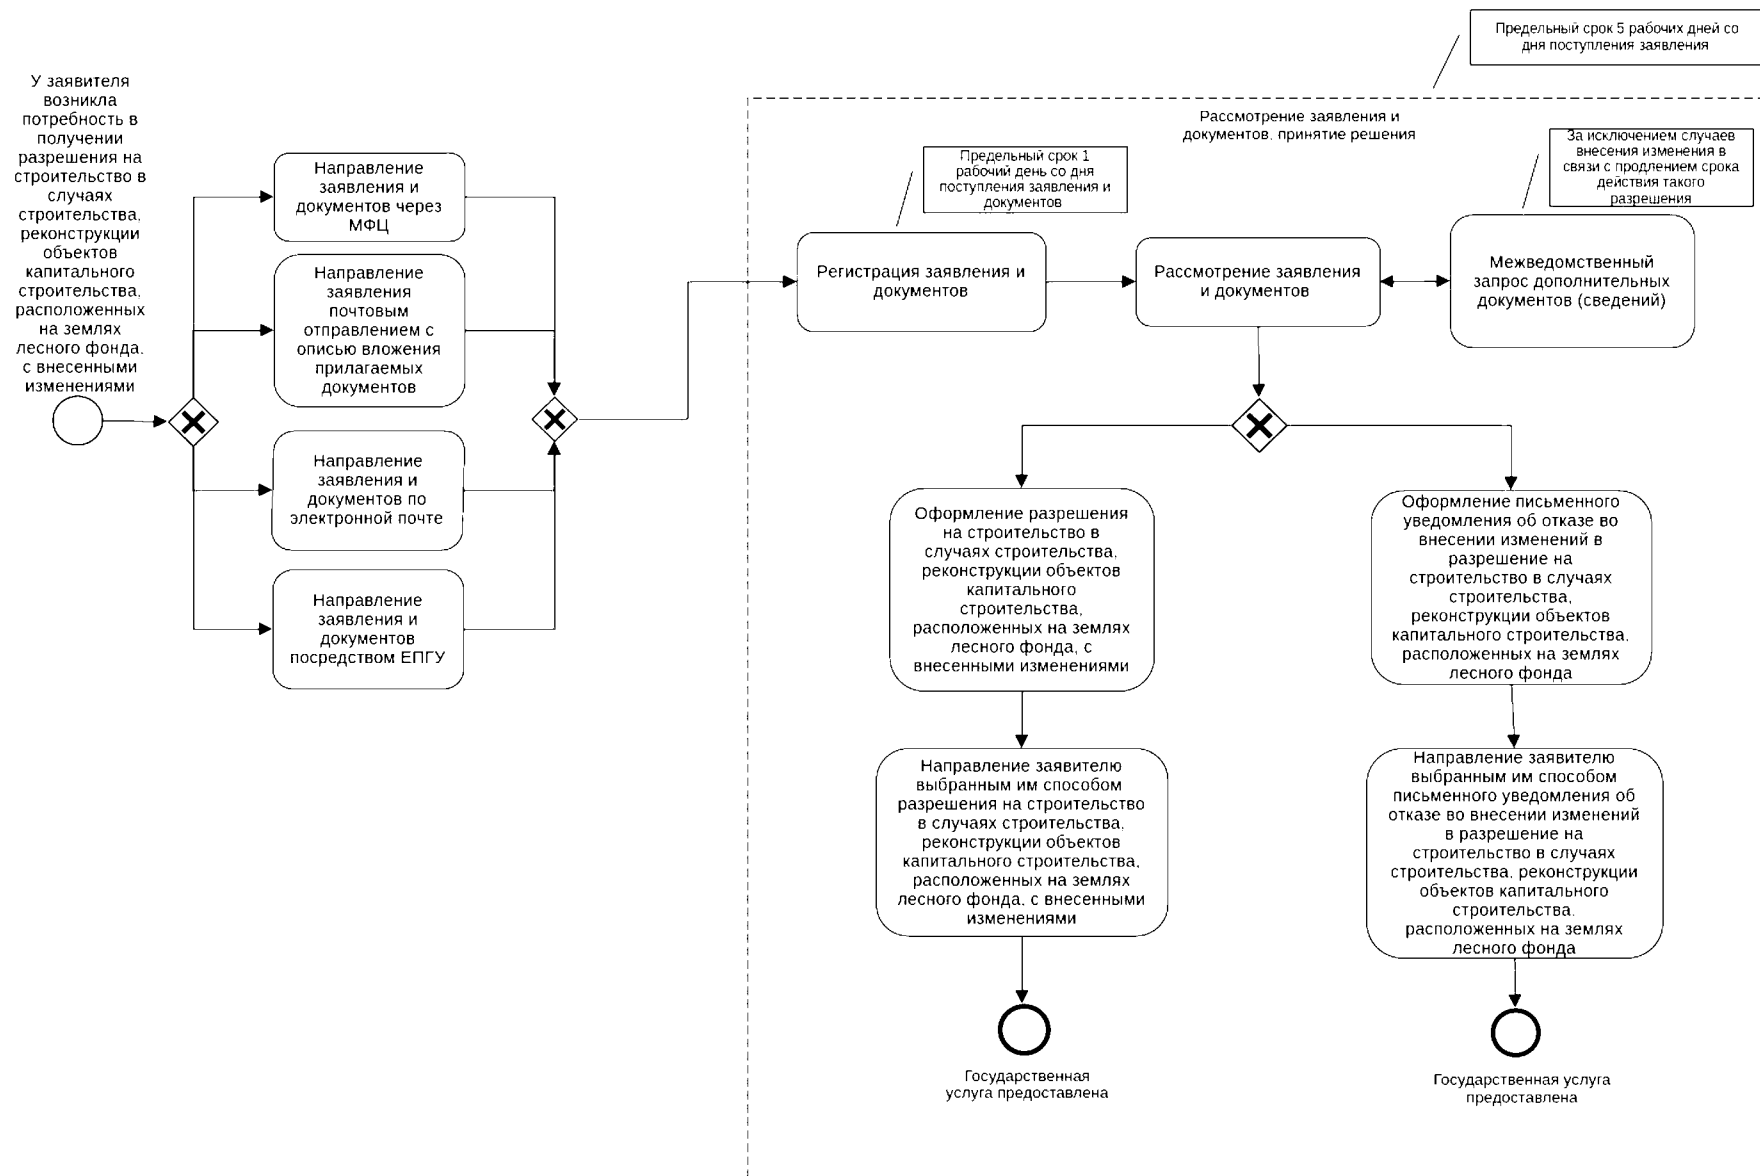 Предельный срок 5 рабочих дней со
дня поступления заявления
У заявителя
возникла
потребность в
получении
разрешения на
строительство в
случаях
строительства,
реконструкции
объектов
капитального
строительства,
расположенных
на землях
лесного фонда,
с внесенными
изменениями
Направление
заявления и
документов через
МФЦ
Направление
заявления
почтовым
отправлением с
описью вложения
прилагаемых
документов
Направление
заявления и
документов по
электронной почте
Направление
заявления и
документов
посредством ЕПГУ
Рассмотрение заявления и
документов, принятие решения
Предельный срок 1
рабочий день со дня
поступления заявления и
документов
За исключением случаев
внесения изменения в
связи с продлением срока
действия такого
разрешения
Регистрация заявления и
документов
Рассмотрение заявления
и документов
Межведомственный
запрос дополнительных
документов (сведений)
Оформление разрешения
на строительство в
случаях строительства,
реконструкции объектов
капитального
строительства,
расположенных на землях
лесного фонда, с
внесенными изменениями
Оформление письменного
уведомления об отказе во
внесении изменений в
разрешение на
строительство в случаях
строительства,
реконструкции объектов
капитального строительства,
расположенных на землях
лесного фонда
Направление заявителю
выбранным им способом
разрешения на строительство
в случаях строительства,
реконструкции объектов
капитального строительства,
расположенных на землях
лесного фонда, с внесенными
изменениями
Направление заявителю
выбранным им способом
письменного уведомления об
отказе во внесении изменений
в разрешение на
строительство в случаях
строительства, реконструкции
объектов капитального
строительства,
расположенных на землях
лесного фонда
Государственная
услуга предоставлена
Государственная услуга
предоставлена